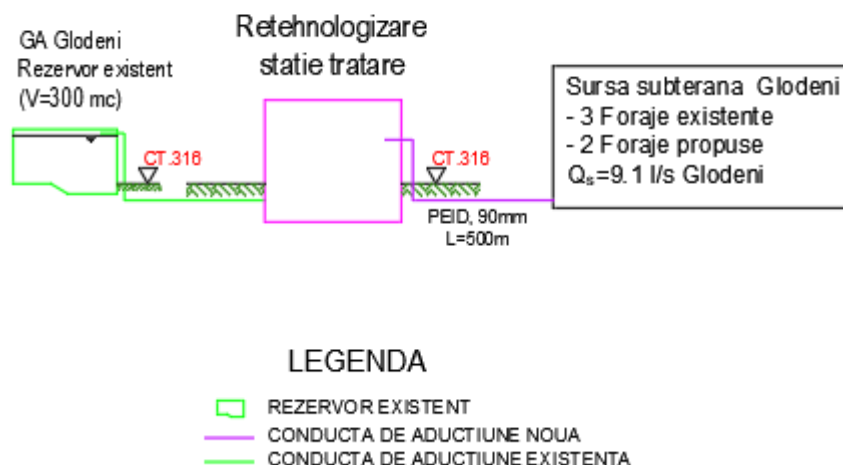 GA Glodeni
Rezervor existent
(V=300 mc)
Retehnologizare
statie tratare
Sursa subterana Glodeni
- 3 Foraje existente
- 2 Foraje propuse
Qs=9.1 l/s Glodeni
CT.316
CT.316
PEID, 90mm
L=500m
LEGENDA
REZERVOR EXISTENT
CONDUCTA DE ADUCTIUNE NOUA
CONDUCTA DE ADUCTIUNE EXISTENTA